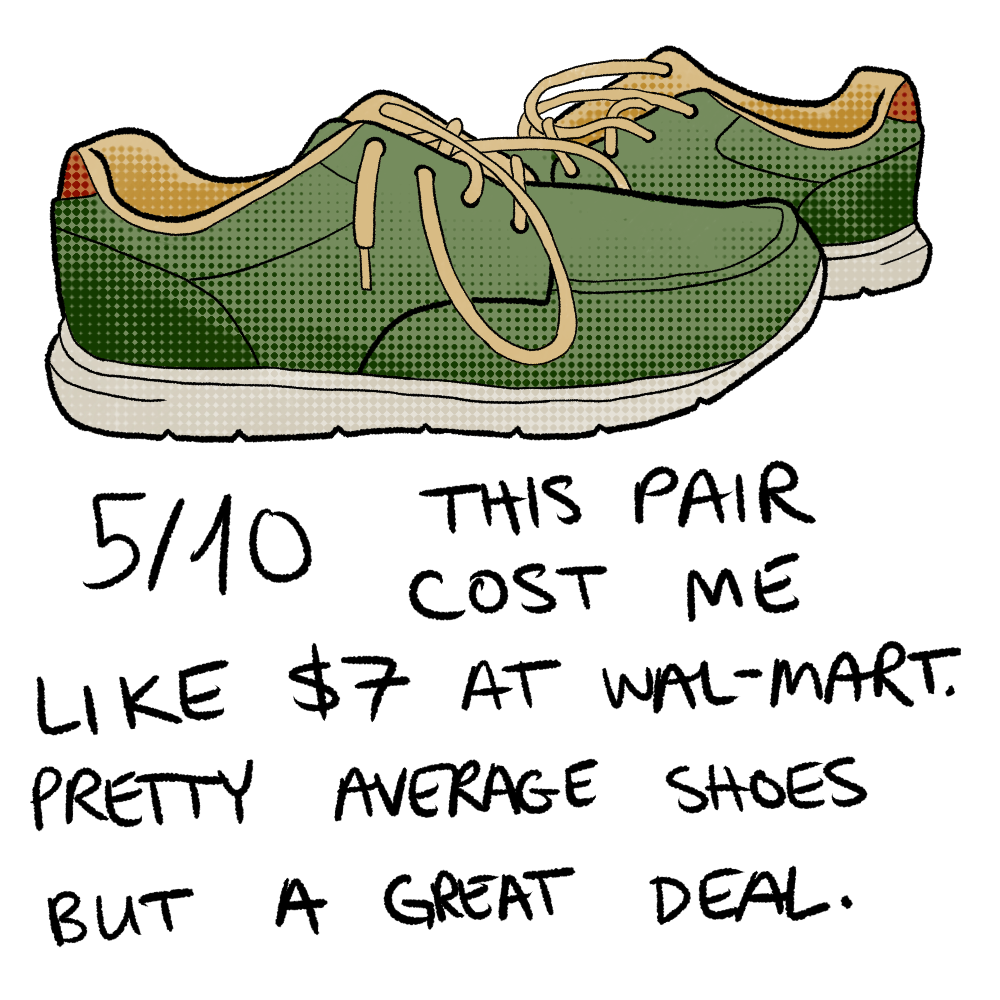 5/10 THIS PAIR
COST ME
LIKE $7 AT WAL-MART.
PRETTY AVERAGE SHOES
BUT A GREAT DEAL.